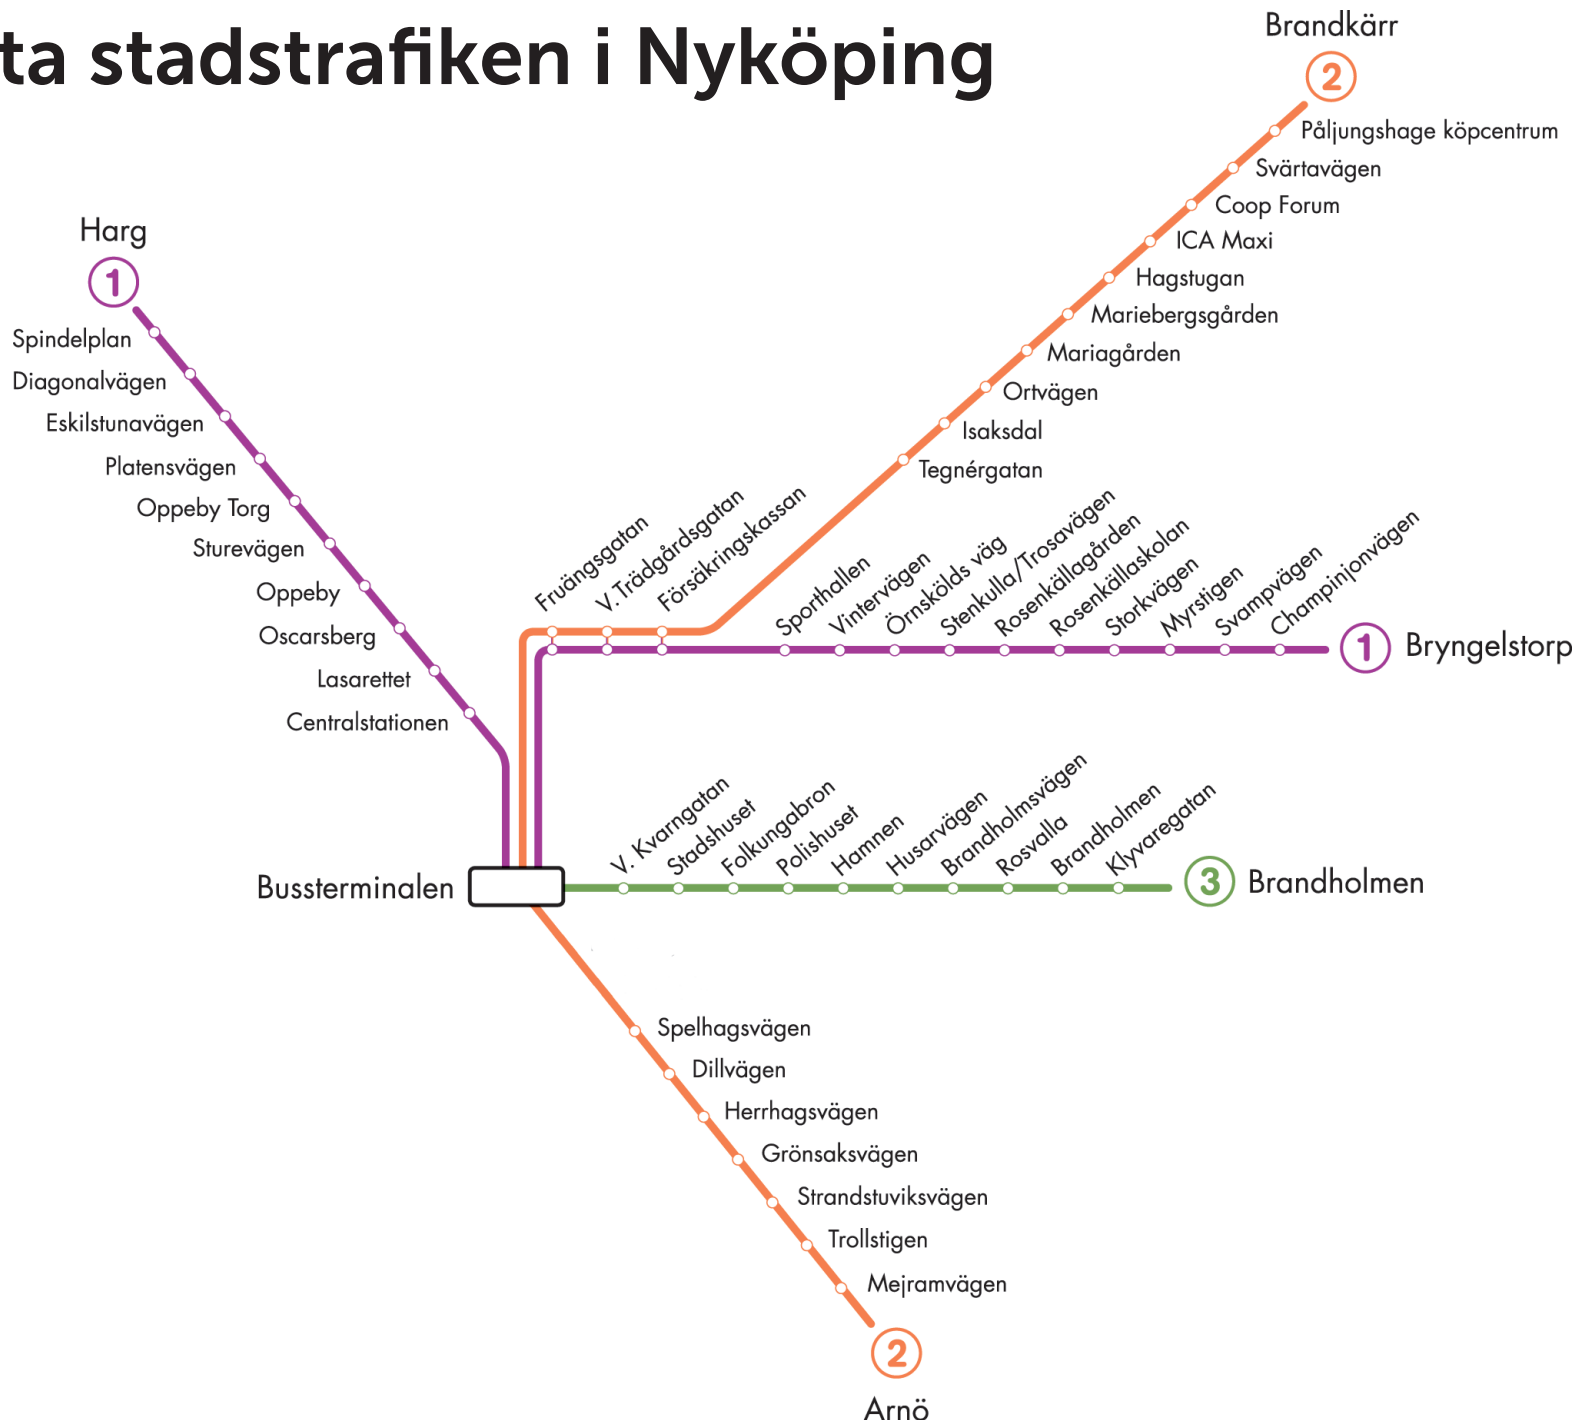 ta stadstrafiken i Nyköping
Brandkärr
2
Påljungshage köpcentrum
Svärtavägen
Coop Forum
ICA Maxi
Hagstugan
Mariebergsgården
Mariagården
Ortvägen
Isaksdal
Tegnérgatan
Harg
1
Spindelplan
Diagonalvägen
Eskilstunavägen
Platensvägen
Oppeby Torg
Sturevägen
Oppeby
Oscarsberg
Lasarettet
Centralstationen
Fruängsgatan
V. Trädgårdsgatan
Försäkringskassan
Sporthallen
Vintervägen
Örnskölds väg
Stenkulla/Trosavägen
Rosenkällagården
Rosenkällaskolan
Storkvägen
Myrstigen
Svampvägen
Champinjonvägen
1
Bryngelstorp
Bussterminalen
V. Kvarngatan
Stadshuset
Folkungabron
Polishuset
Hamnen
Husarvägen
Brandholmsvägen
Rosvalla
Brandholmen
Klyvaregatan
3
Brandholmen
Spelhagsvägen
Dillvägen
Herrhagsvägen
Grönsaksvägen
Strandstuviksvägen
Trollstigen
Mejramvägen
2
Arnö